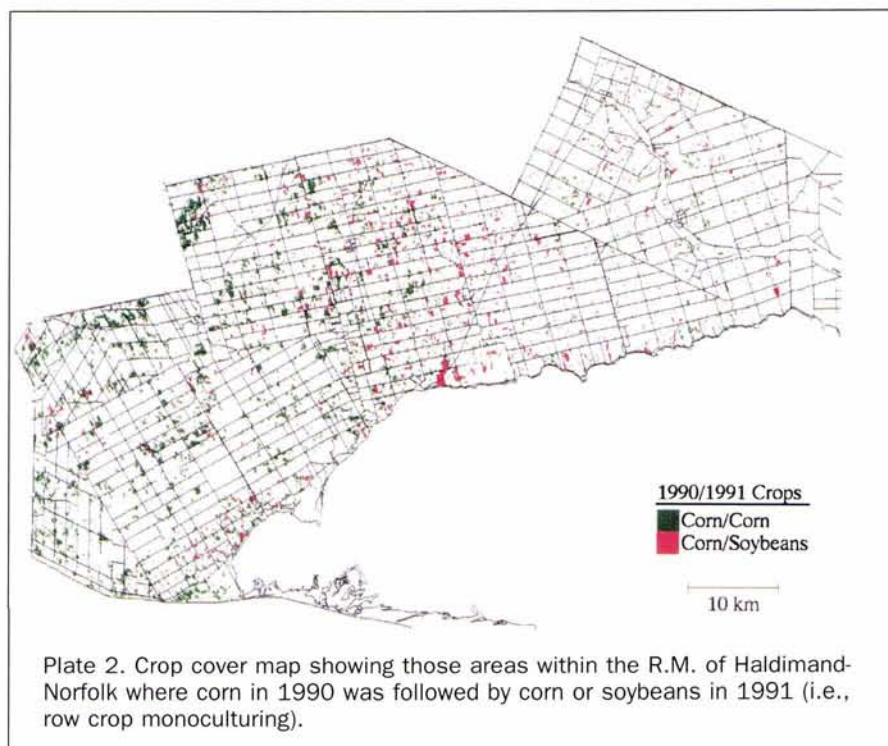 1990/1991 Crops
Corn/Corn
Corn/Soybeans
10 km
Plate 2. Crop cover map showing those areas within the R.M. of Haldimand-
Norfolk where corn in 1990 was followed by corn or soybeans in 1991 (i.e.,
row crop monoculturing).